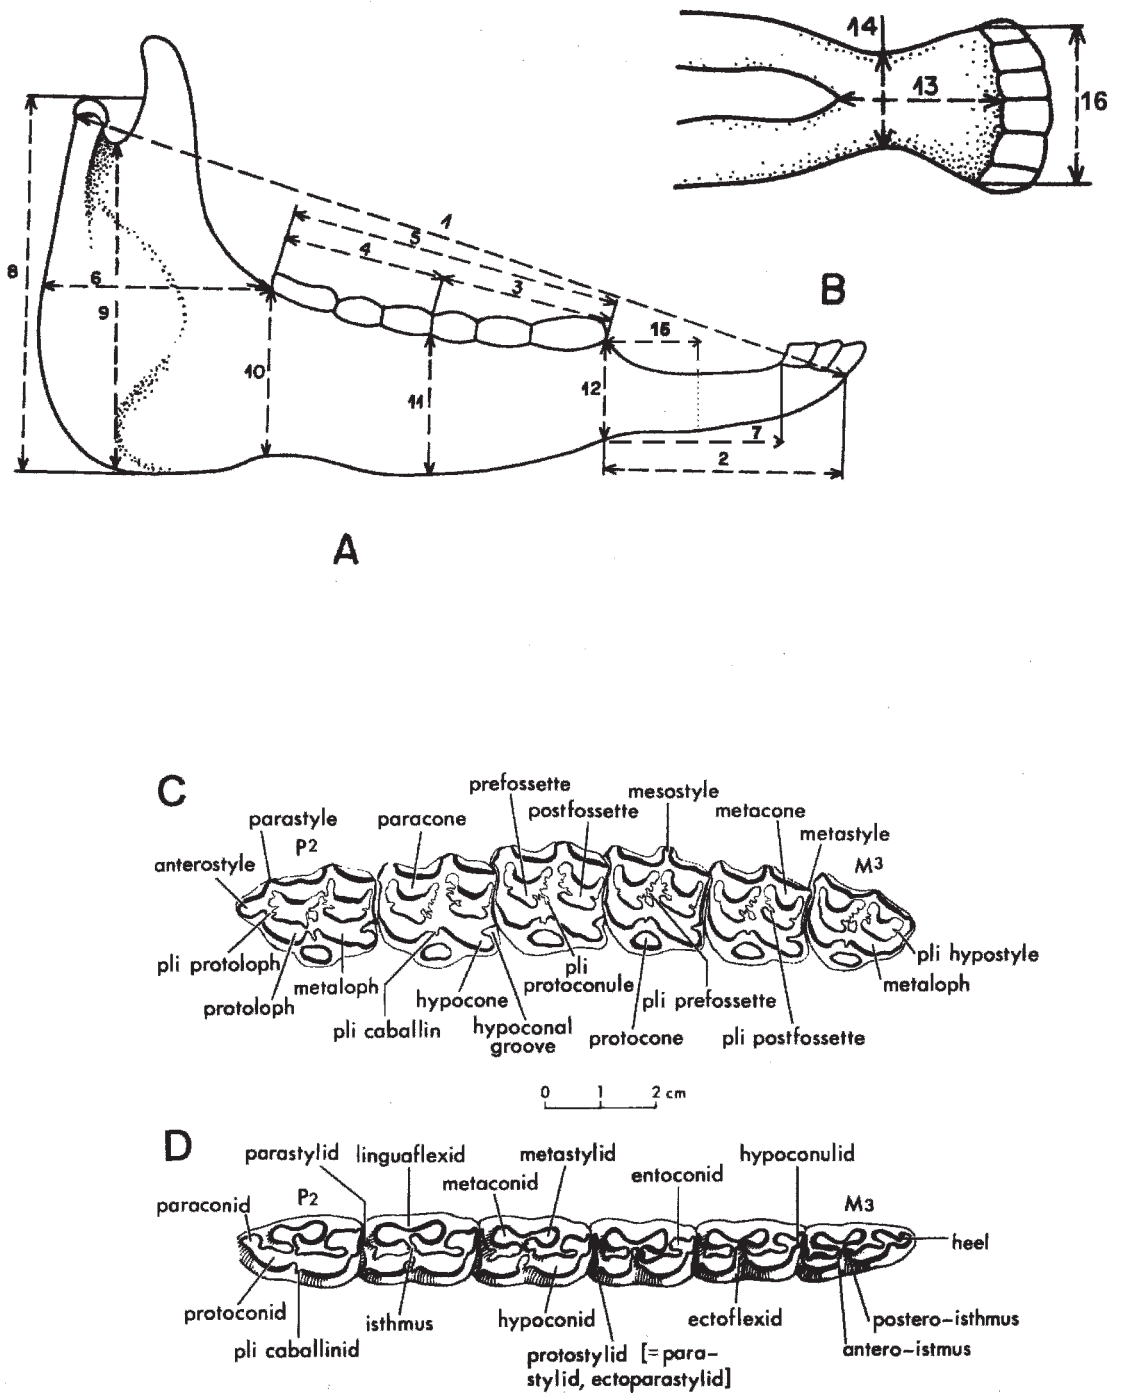 14
13
16
1
5
4
8
3
6
B
9
15
10
12
11
7
2
A
C
prefossette
mesostyle
postfossette
metacone
parastyle
paracone
metastyle
P2
anterostyle
M3
pli hypostyle
pli protoloph
pli
metaloph
protoconule
metaloph
protoloph
hypocone
pli prefossette
pli caballin
hypoconal
groove
protocone
pli postfossette
0 1 2 cm
D
parastylid
linguaflexid
metastylid
hypoconulid
metaconid
entoconid
paraconid
P2
M3
heel
protoconid
isthmus
hypoconid
ectoflexid
postero-isthmus
pli caballinid
antero-istmus
protostylid [=para-
stylid, ectoparastylid]